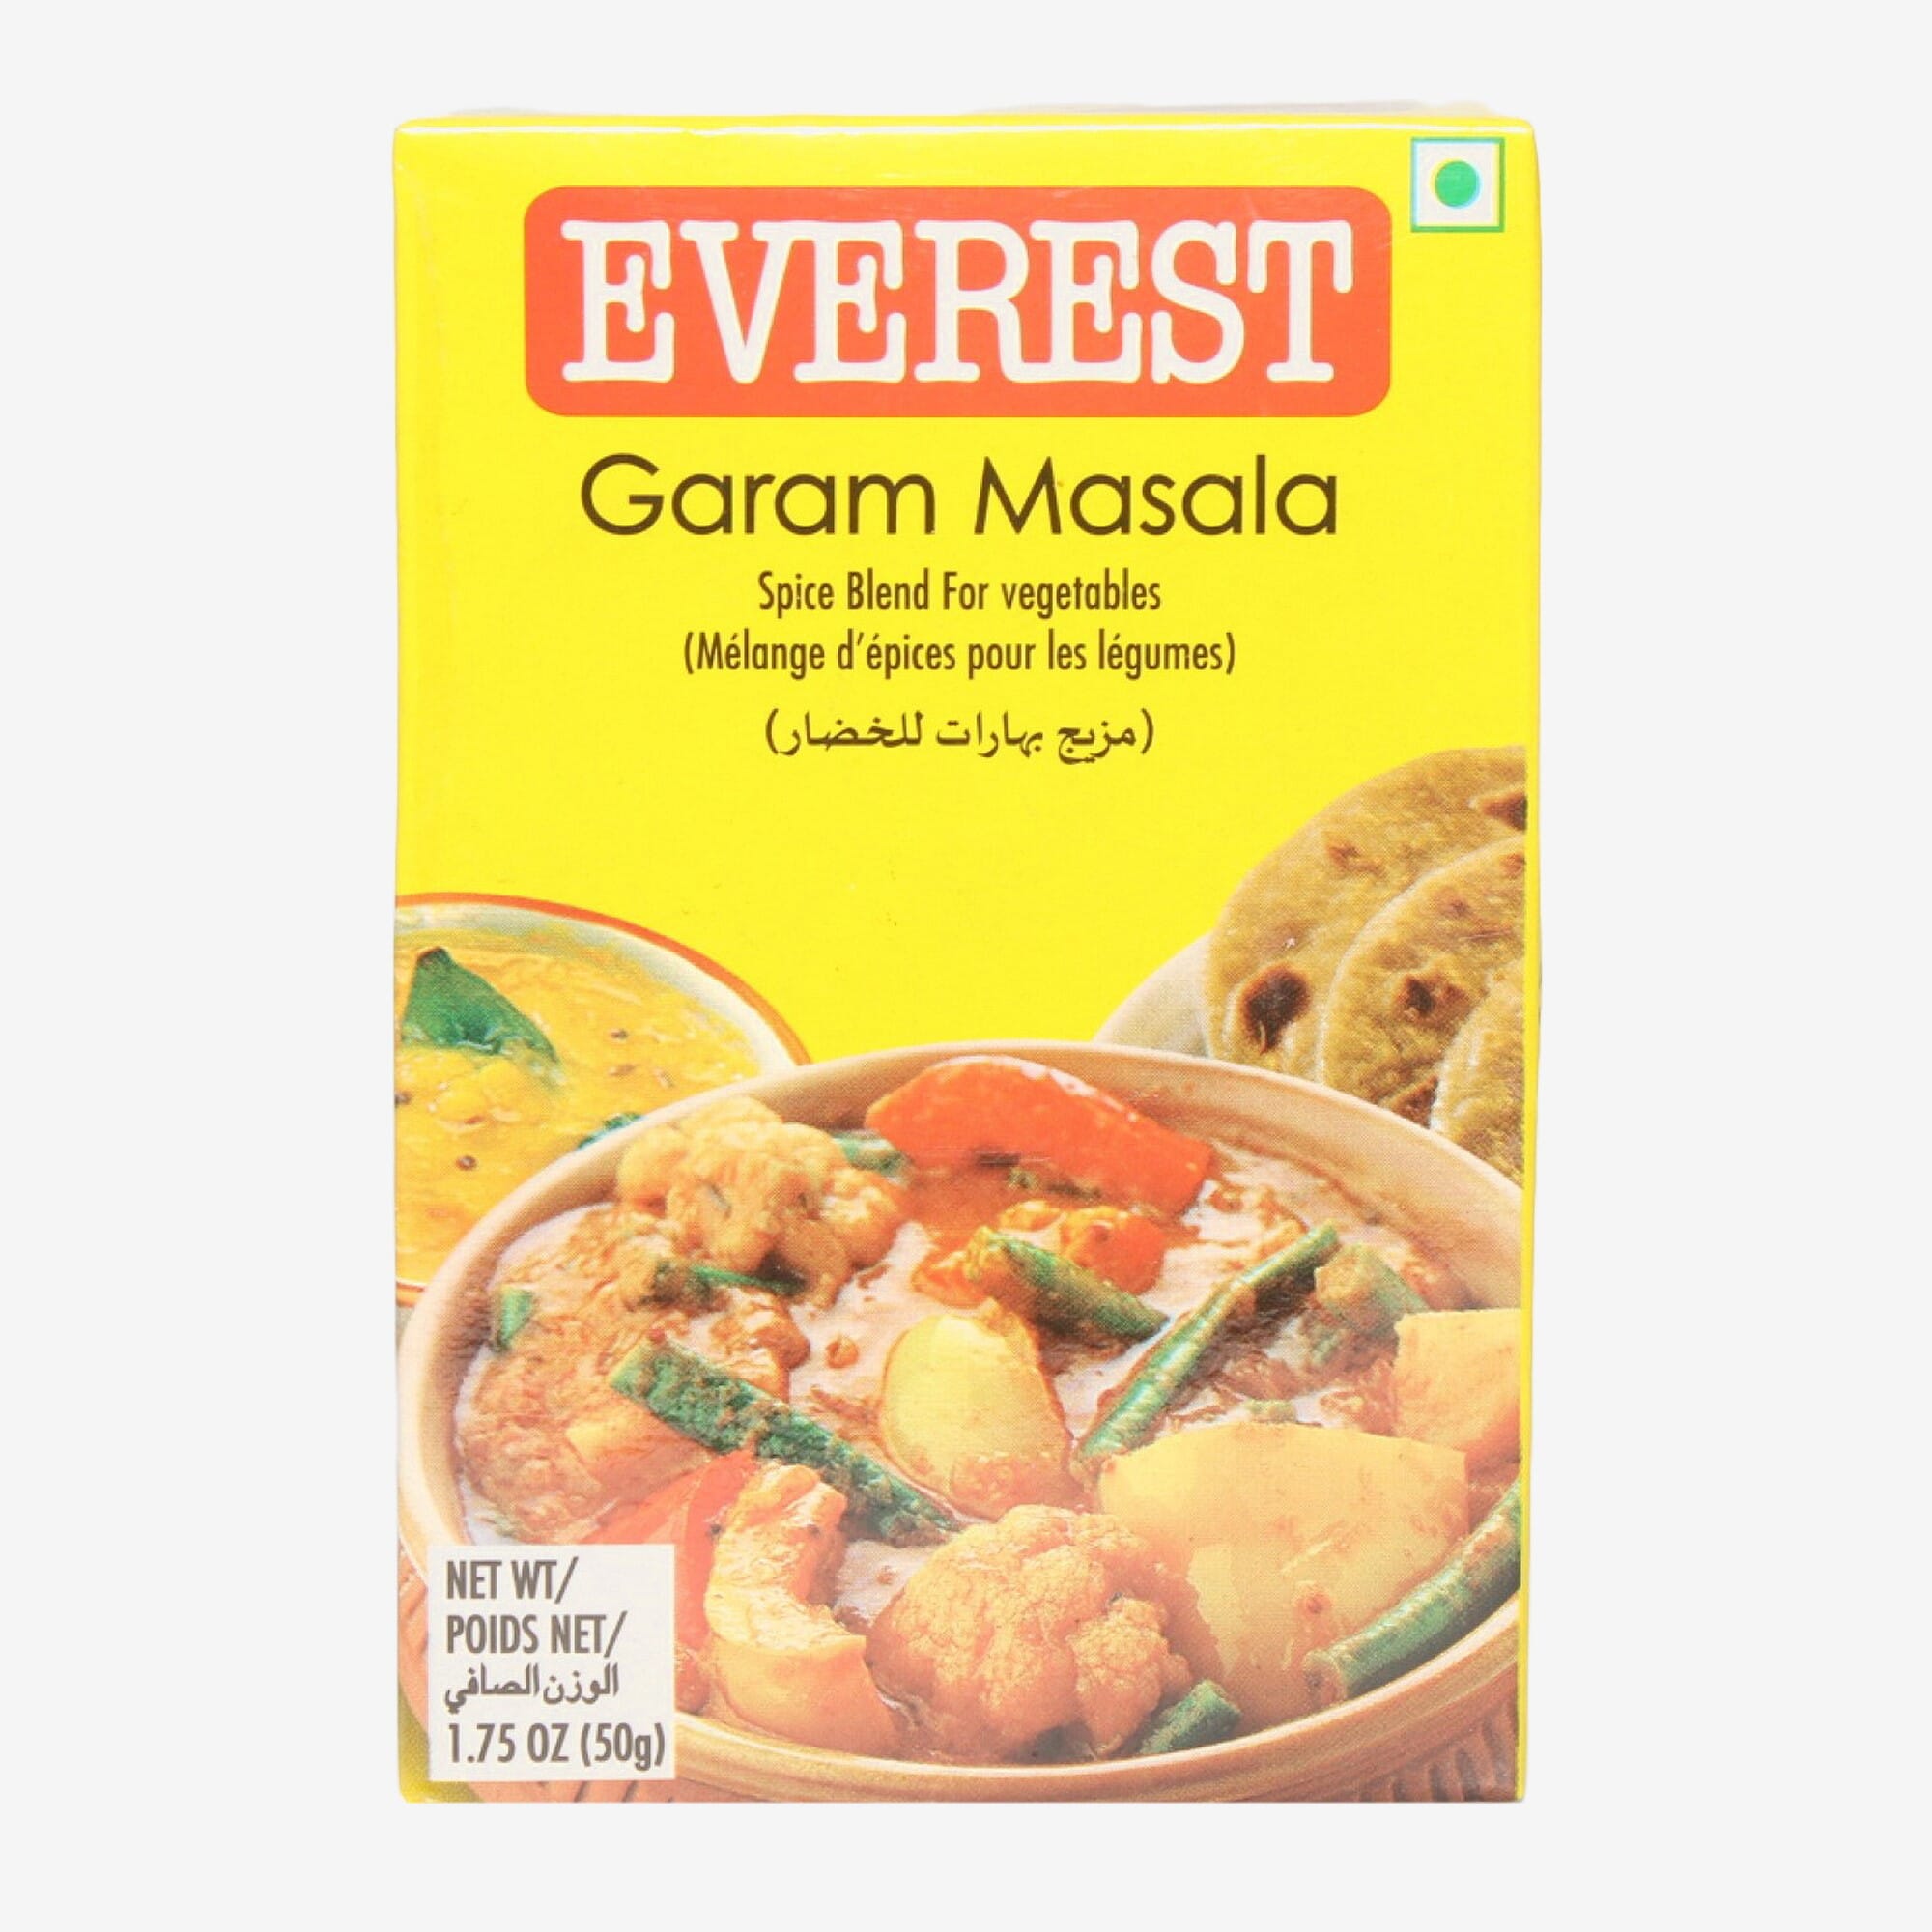 EVEREST
Garam Masala
Spice Blend For vegetables
(Mélange d'épices pour les légumes)
(مزيج بهارات للخضار)
NET WT/
POIDS NET/
الوزن الصافي
1.75 OZ (50g)